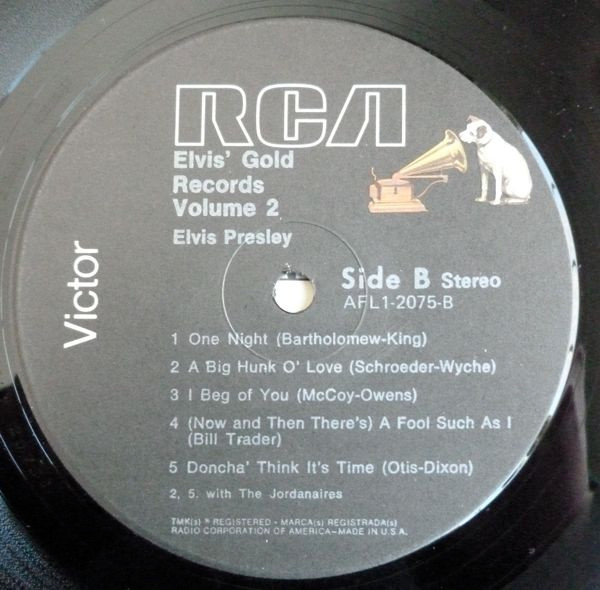 RCA
Elvis' Gold
Records
Volume 2
Elvis Presley
Victor
Side B Stereo
AFL1-2075-B
1 One Night (Bartholomew-King)
2 A Big Hunk O' Love (Schroeder-Wyche)
3 I Beg of You (McCoy-Owens)
4 (Now and Then There's) A Fool Such As I
(Bill Trader)
5 Doncha' Think It's Time (Otis-Dixon)
2, 5. with The Jordanaires
TMK(s) ® REGISTERED • MARCA(s) REGISTRADA(s)
RADIO CORPORATION OF AMERICA—MADE IN U.S.A.